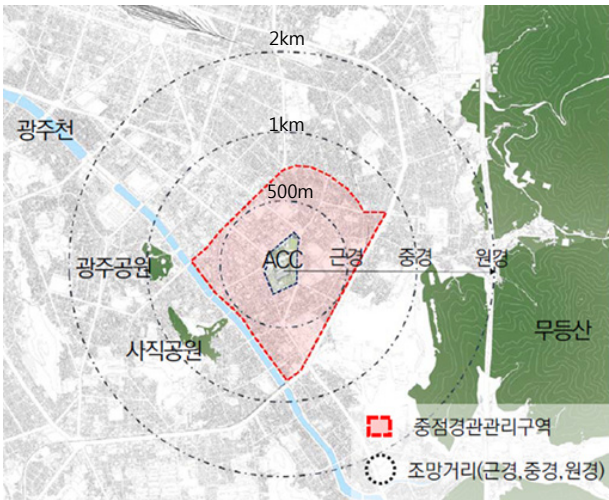 2km
1km
광주천
500m
광주공원
ACC
근경
중경
원경
사직공원
무등산
중점경관관리구역
조망거리(근경,중경,원경)